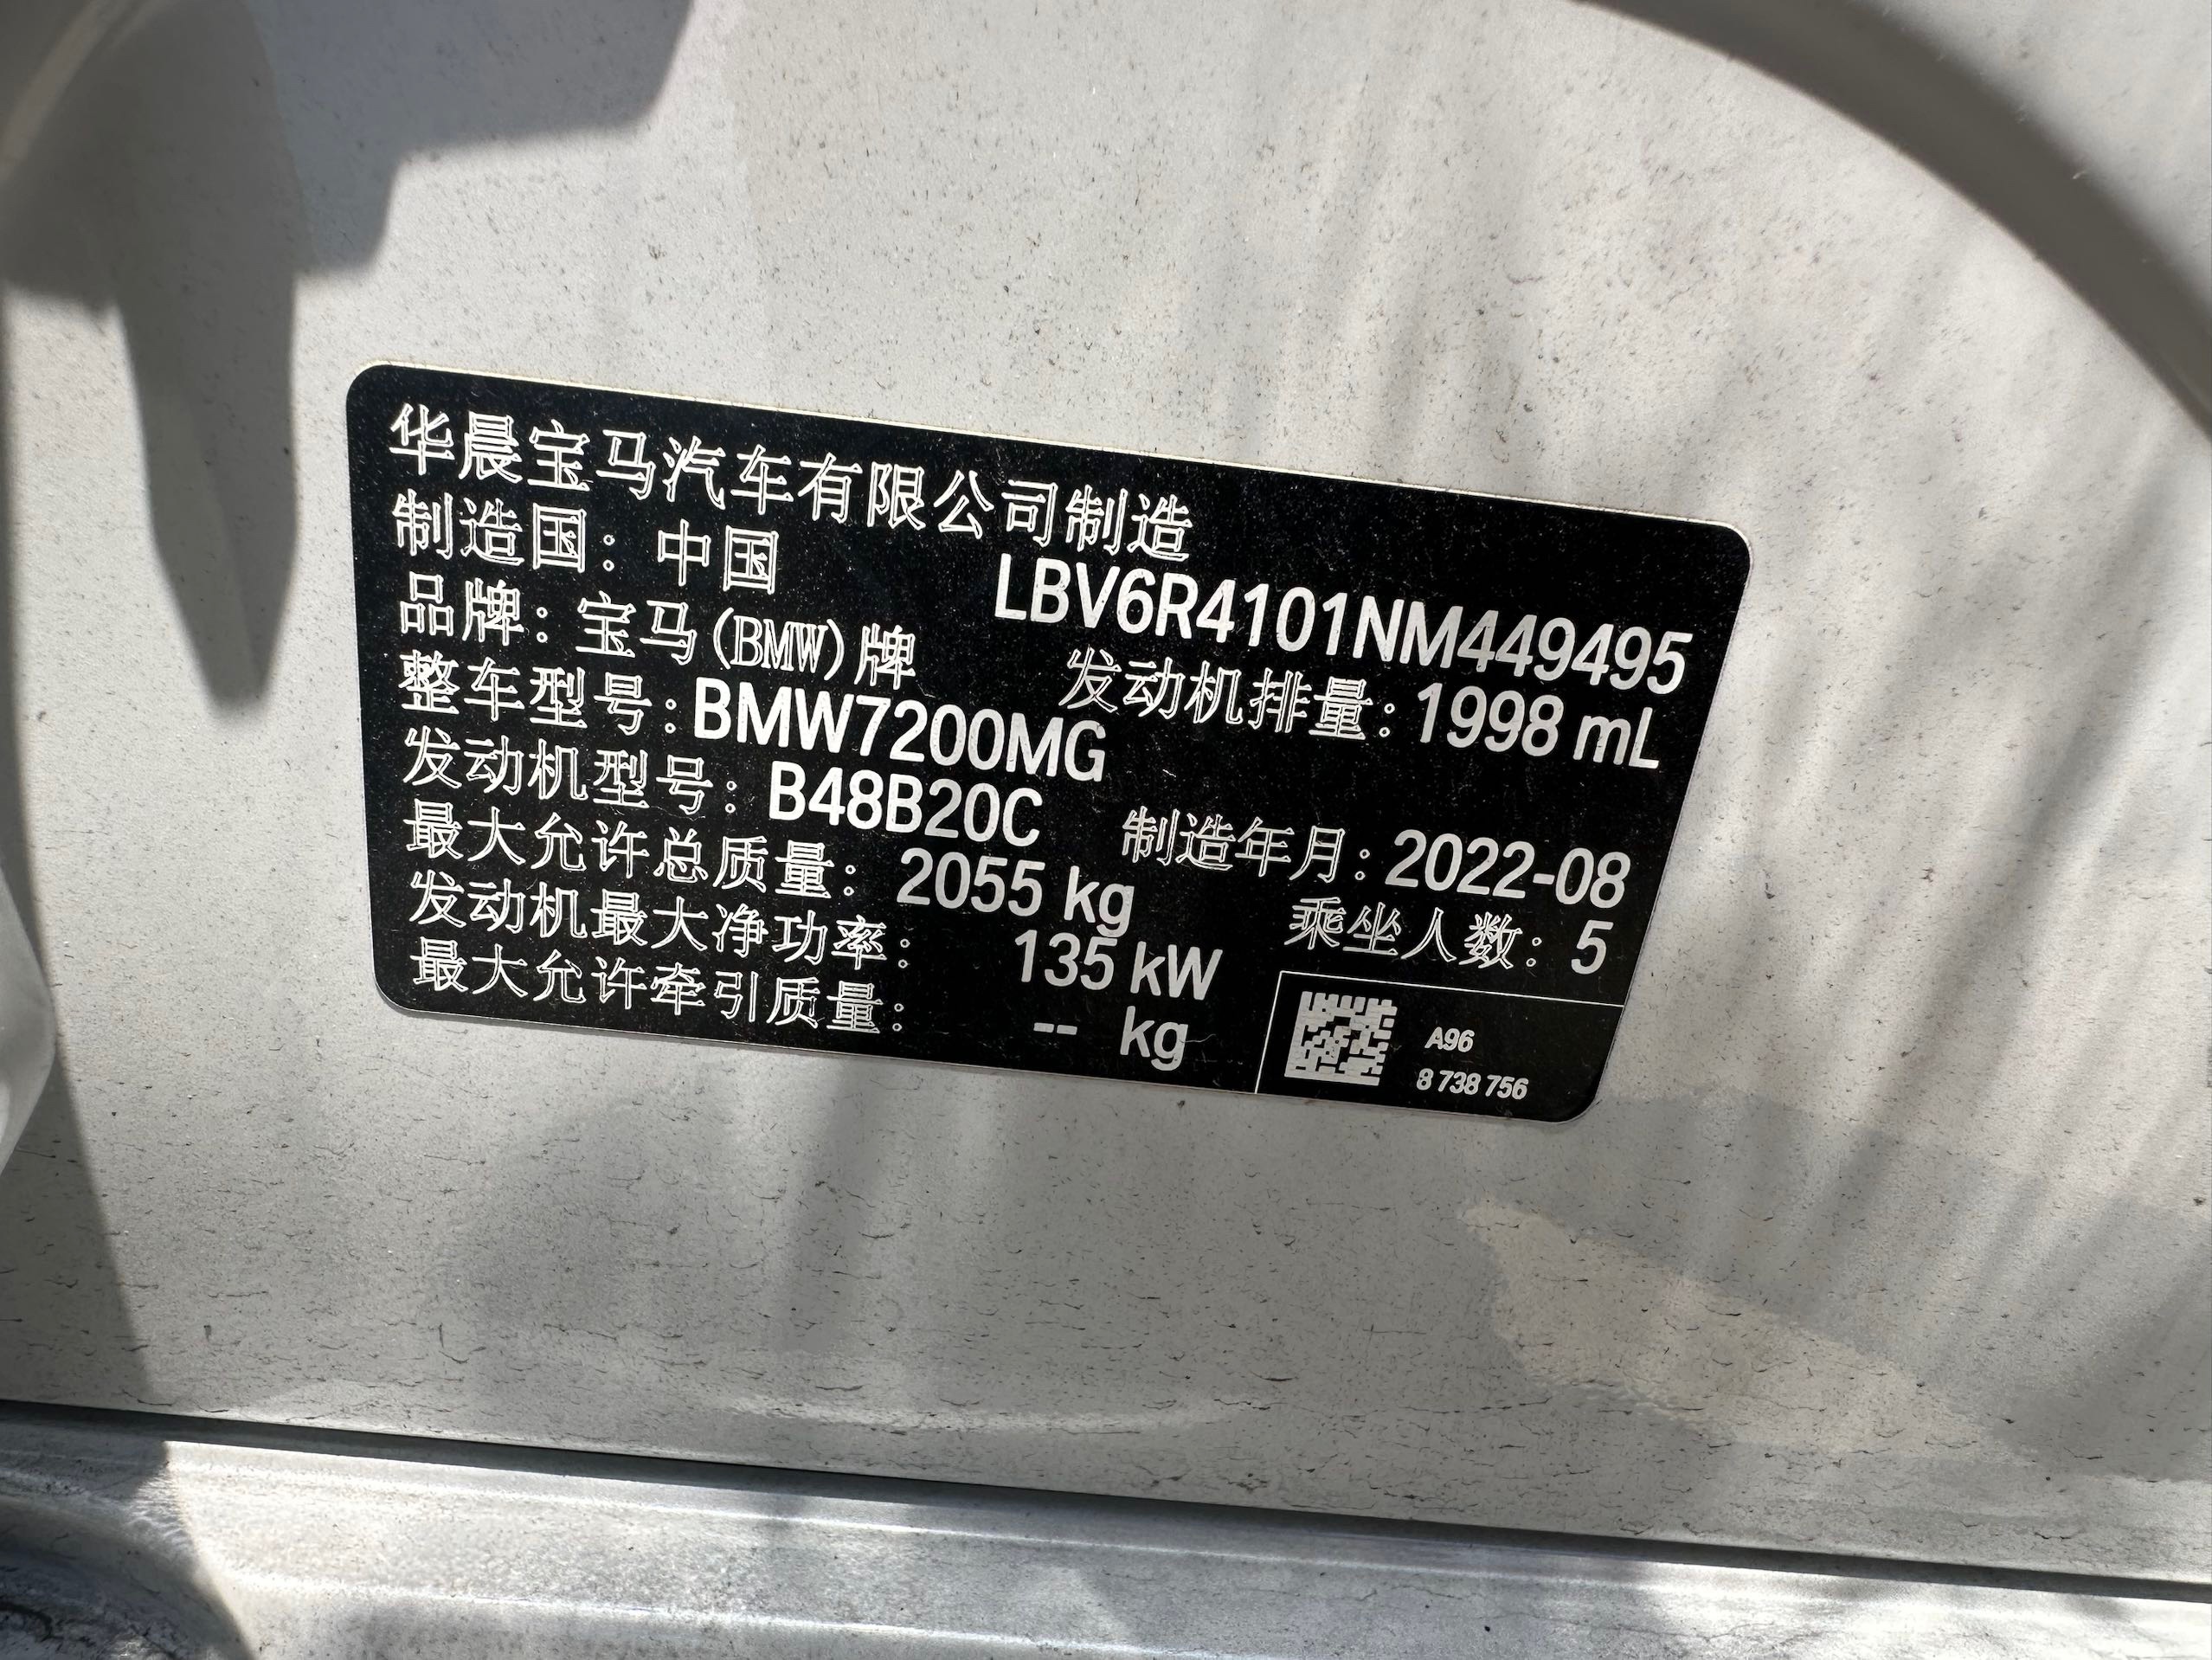 华晨宝马汽车有限公司制造
制造国：中国
LBV6R4101NM449495
品牌：宝马(BMW)牌
发动机排量：1998 mL
整车型号：BMW7200MG
发动机型号：B48B20C
制造年月：2022-08
最大允许总质量：2055 kg
乘坐人数：5
发动机最大净功率：135 kW
最大允许牵引质量：-- kg
A96
8 738 756